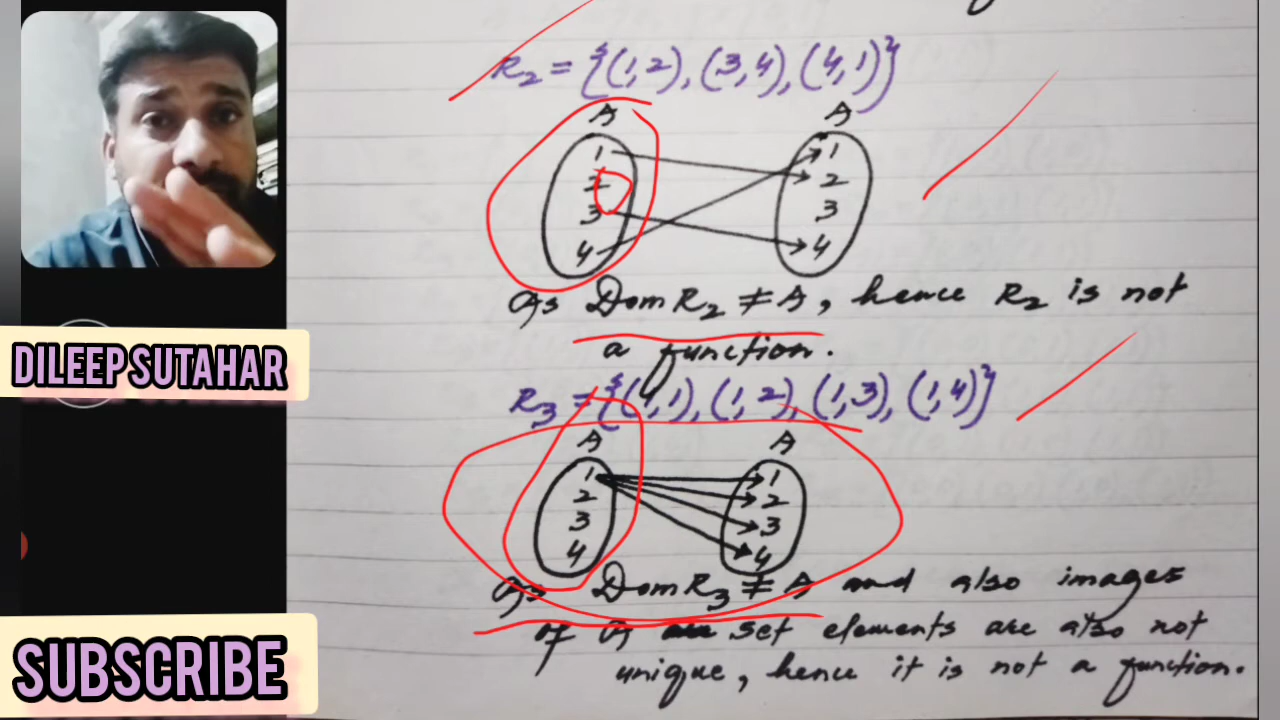 R₂ = {(1,2), (3,4), (4,1)}
A A
1 1
2 2
3 3
4 4
As Dom R₂ ≠ A, hence R₂ is not
a function.
R₃ = {(1,1), (1,2), (1,3), (1,4)}
A A
1 1
2 2
3 3
4 4
As Dom R₃ ≠ A and also images
of A set elements are also not
unique, hence it is not a function.
DILEEP SUTAHAR
SUBSCRIBE